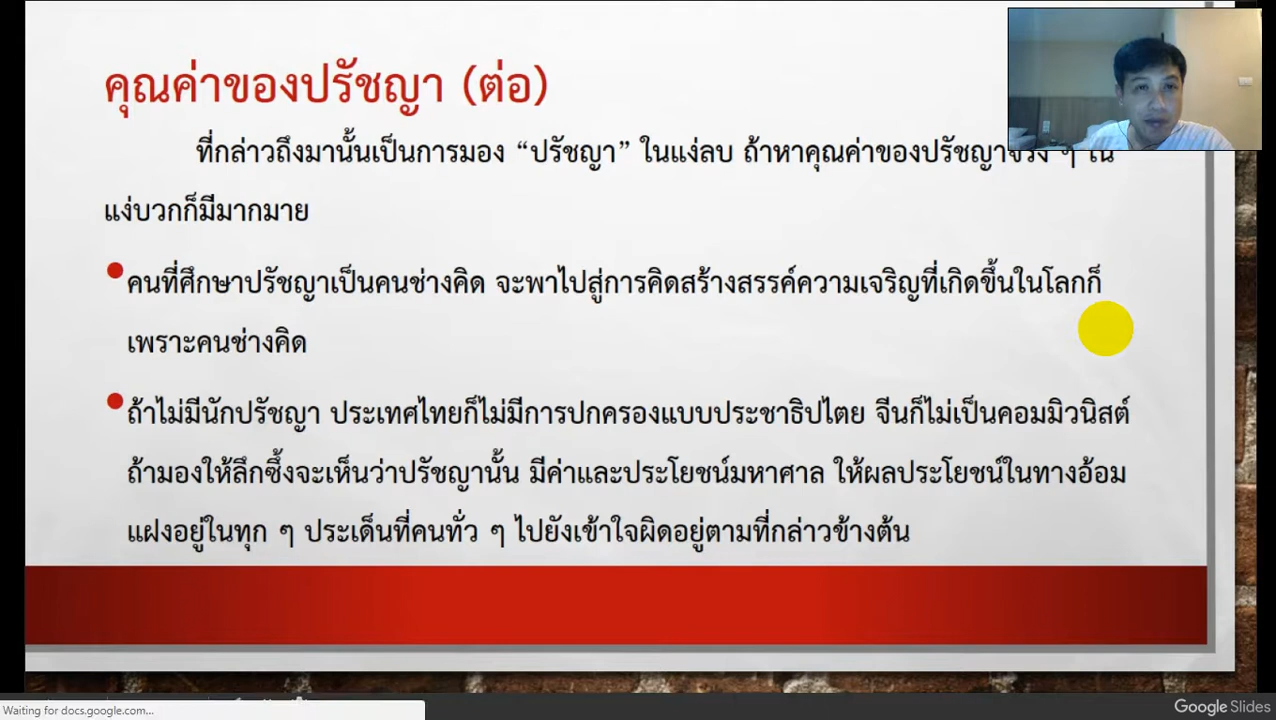 คุณค่าของปรัชญา (ต่อ)
ที่กล่าวถึงมานั้นเป็นการมอง “ปรัชญา” ในแง่ลบ ถ้าหาคุณค่าของปรัชญาจริง ๆ ใน
แง่บวกก็มีมากมาย
คนที่ศึกษาปรัชญาเป็นคนช่างคิด จะพาไปสู่การคิดสร้างสรรค์ความเจริญที่เกิดขึ้นในโลกก็
เพราะคนช่างคิด
ถ้าไม่มีนักปรัชญา ประเทศไทยก็ไม่มีการปกครองแบบประชาธิปไตย จีนก็ไม่เป็นคอมมิวนิสต์
ถ้ามองให้ลึกซึ้งจะเห็นว่าปรัชญานั้น มีค่าและประโยชน์มหาศาล ให้ผลประโยชน์ในทางอ้อม
แฝงอยู่ในทุก ๆ ประเด็นที่คนทั่ว ๆ ไปยังเข้าใจผิดอยู่ตามที่กล่าวข้างต้น
Waiting for docs.google.com...
Google Slides